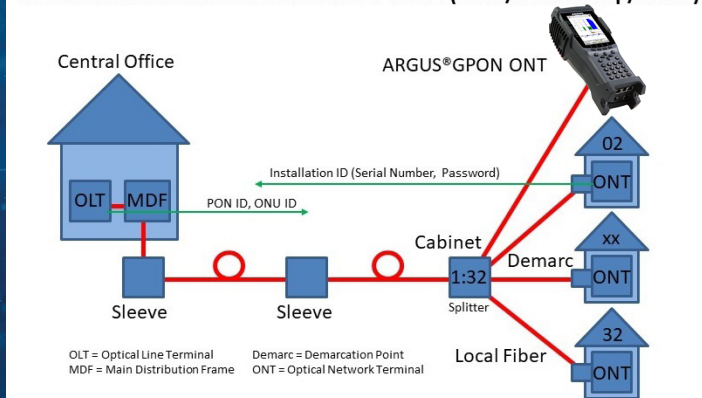 Central Office
ARGUS®GPON ONT
02
Installation ID (Serial Number, Password)
OLT
MDF
ONT
PON ID, ONU ID
Cabinet
xx
Demarc
1:32
ONT
Sleeve
Sleeve
Splitter
32
OLT = Optical Line Terminal
MDF = Main Distribution Frame
Demarc = Demarcation Point
ONT = Optical Network Terminal
Local Fiber
ONT